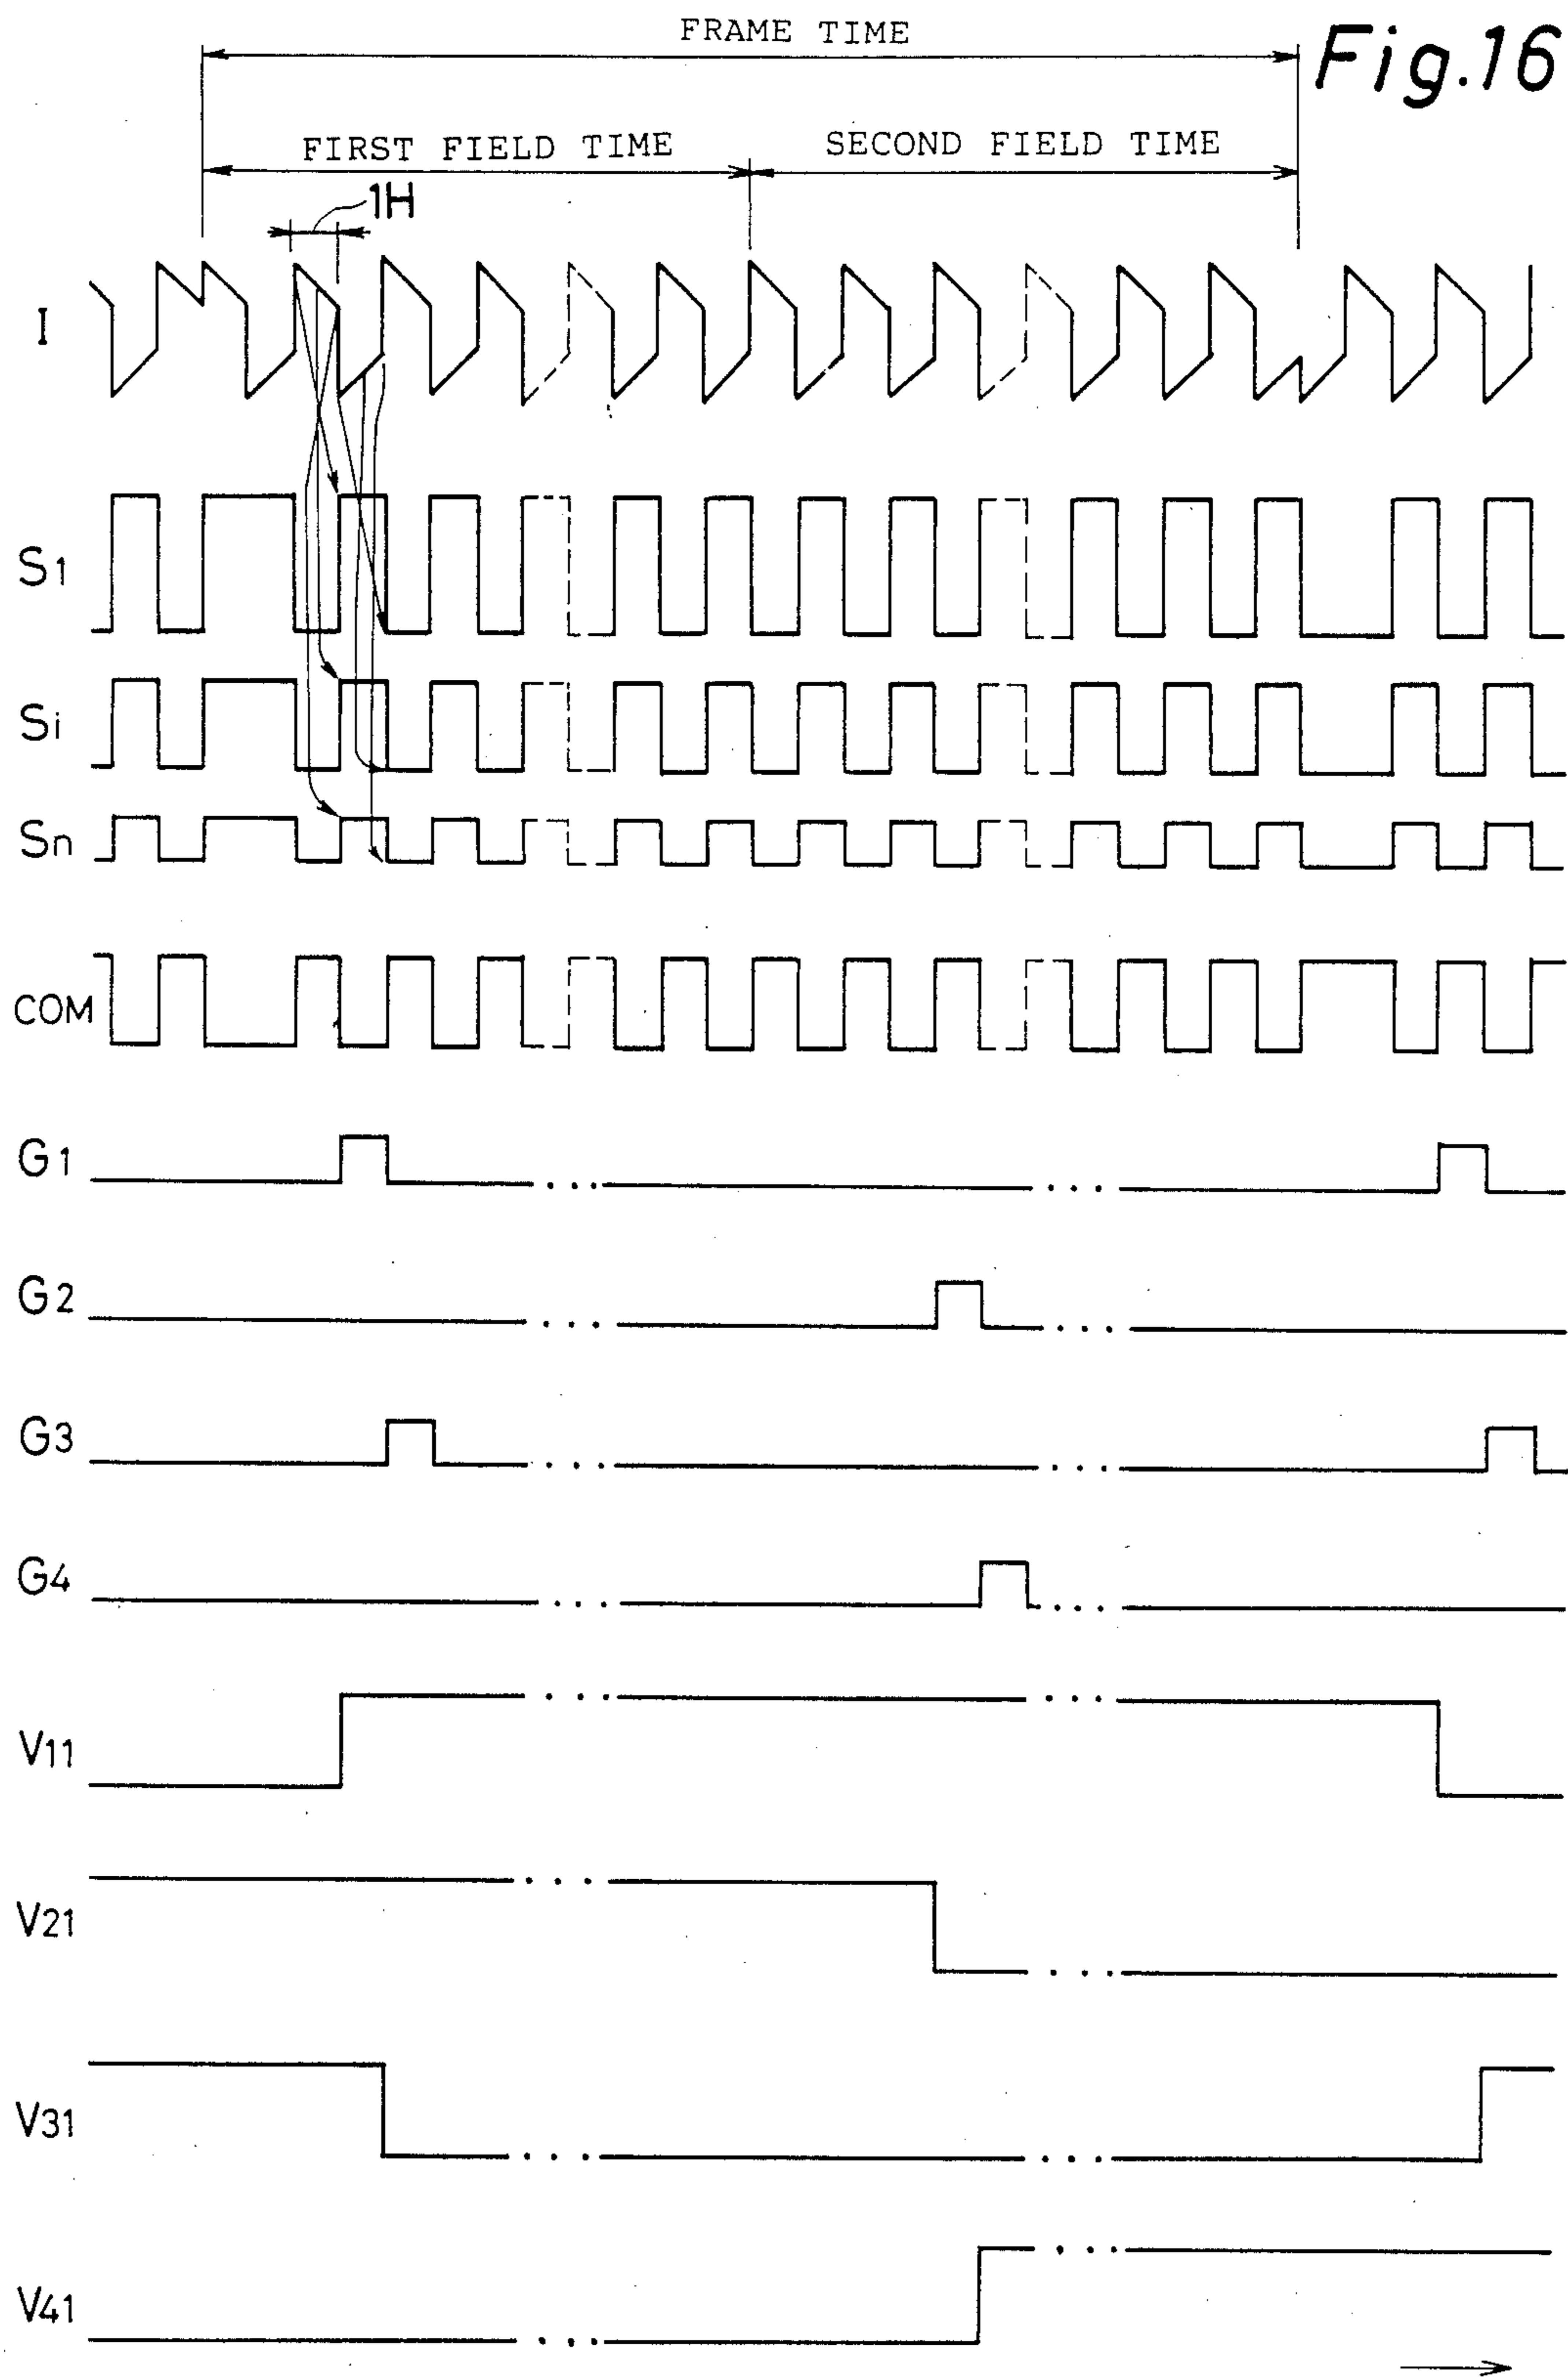 FRAME TIME
Fig.16
FIRST FIELD TIME
SECOND FIELD TIME
1H
I
S1
Si
Sn
COM
G1
G2
G3
G4
V11
V21
V31
V41